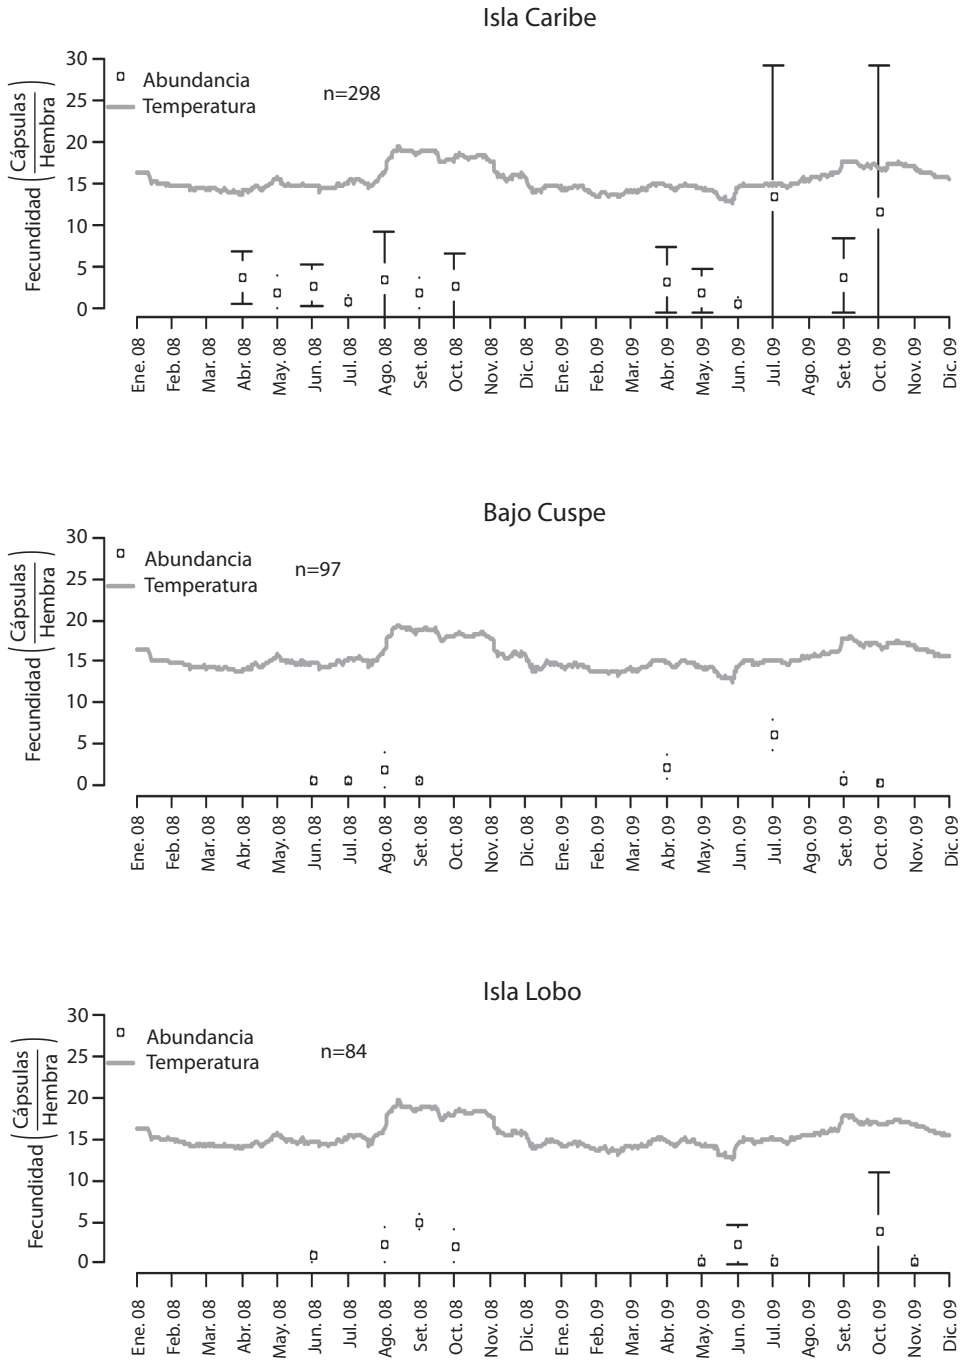 Isla Caribe
30
25
20
15
10
5
0
Fecundidad (Cápsulas / Hembra)
Abundancia
Temperatura
n=298
Ene. 08
Feb. 08
Mar. 08
Abr. 08
May. 08
Jun. 08
Jul. 08
Ago. 08
Set. 08
Oct. 08
Nov. 08
Dic. 08
Ene. 09
Feb. 09
Mar. 09
Abr. 09
May. 09
Jun. 09
Jul. 09
Ago. 09
Set. 09
Oct. 09
Nov. 09
Dic. 09
Bajo Cuspe
30
25
20
15
10
5
0
Fecundidad (Cápsulas / Hembra)
Abundancia
Temperatura
n=97
Ene. 08
Feb. 08
Mar. 08
Abr. 08
May. 08
Jun. 08
Jul. 08
Ago. 08
Set. 08
Oct. 08
Nov. 08
Dic. 08
Ene. 09
Feb. 09
Mar. 09
Abr. 09
May. 09
Jun. 09
Jul. 09
Ago. 09
Set. 09
Oct. 09
Nov. 09
Dic. 09
Isla Lobo
30
25
20
15
10
5
0
Fecundidad (Cápsulas / Hembra)
Abundancia
Temperatura
n=84
Ene. 08
Feb. 08
Mar. 08
Abr. 08
May. 08
Jun. 08
Jul. 08
Ago. 08
Set. 08
Oct. 08
Nov. 08
Dic. 08
Ene. 09
Feb. 09
Mar. 09
Abr. 09
May. 09
Jun. 09
Jul. 09
Ago. 09
Set. 09
Oct. 09
Nov. 09
Dic. 09